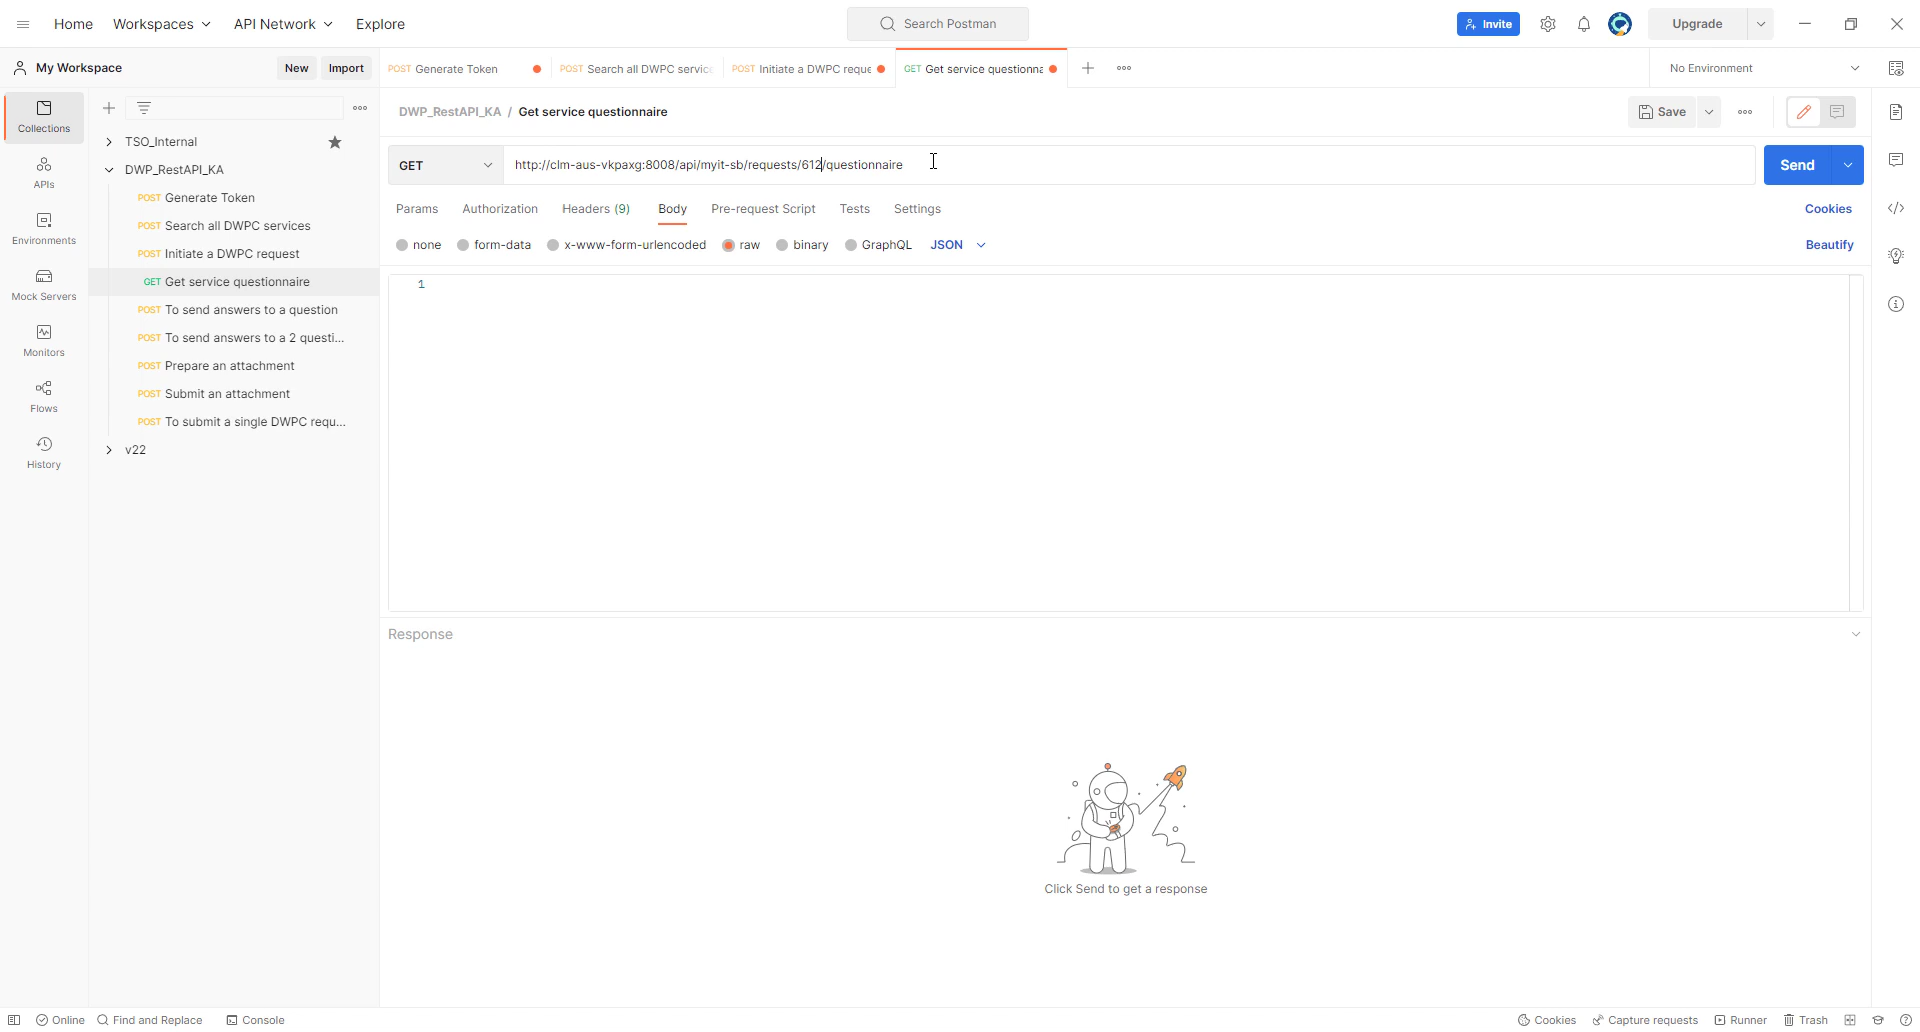 Home Workspaces API Network Explore Search Postman Invite Upgrade
My Workspace New Import
POST Generate Token POST Search all DWPC servic POST Initiate a DWPC reque GET Get service questionna No Environment
Collections
APIs
Environments
Mock Servers
Monitors
Flows
History
TSO_Internal
DWP_RestAPI_KA
POST Generate Token
POST Search all DWPC services
POST Initiate a DWPC request
GET Get service questionnaire
POST To send answers to a question
POST To send answers to a 2 questi...
POST Prepare an attachment
POST Submit an attachment
POST To submit a single DWPC requ...
v22
DWP_RestAPI_KA / Get service questionnaire Save
GET http://clm-aus-vkpaxg:8008/api/myit-sb/requests/612/questionnaire Send
Params Authorization Headers (9) Body Pre-request Script Tests Settings Cookies
none form-data x-www-form-urlencoded raw binary GraphQL JSON Beautify
1
Response
Click Send to get a response
Online Find and Replace Console Cookies Capture requests Runner Trash